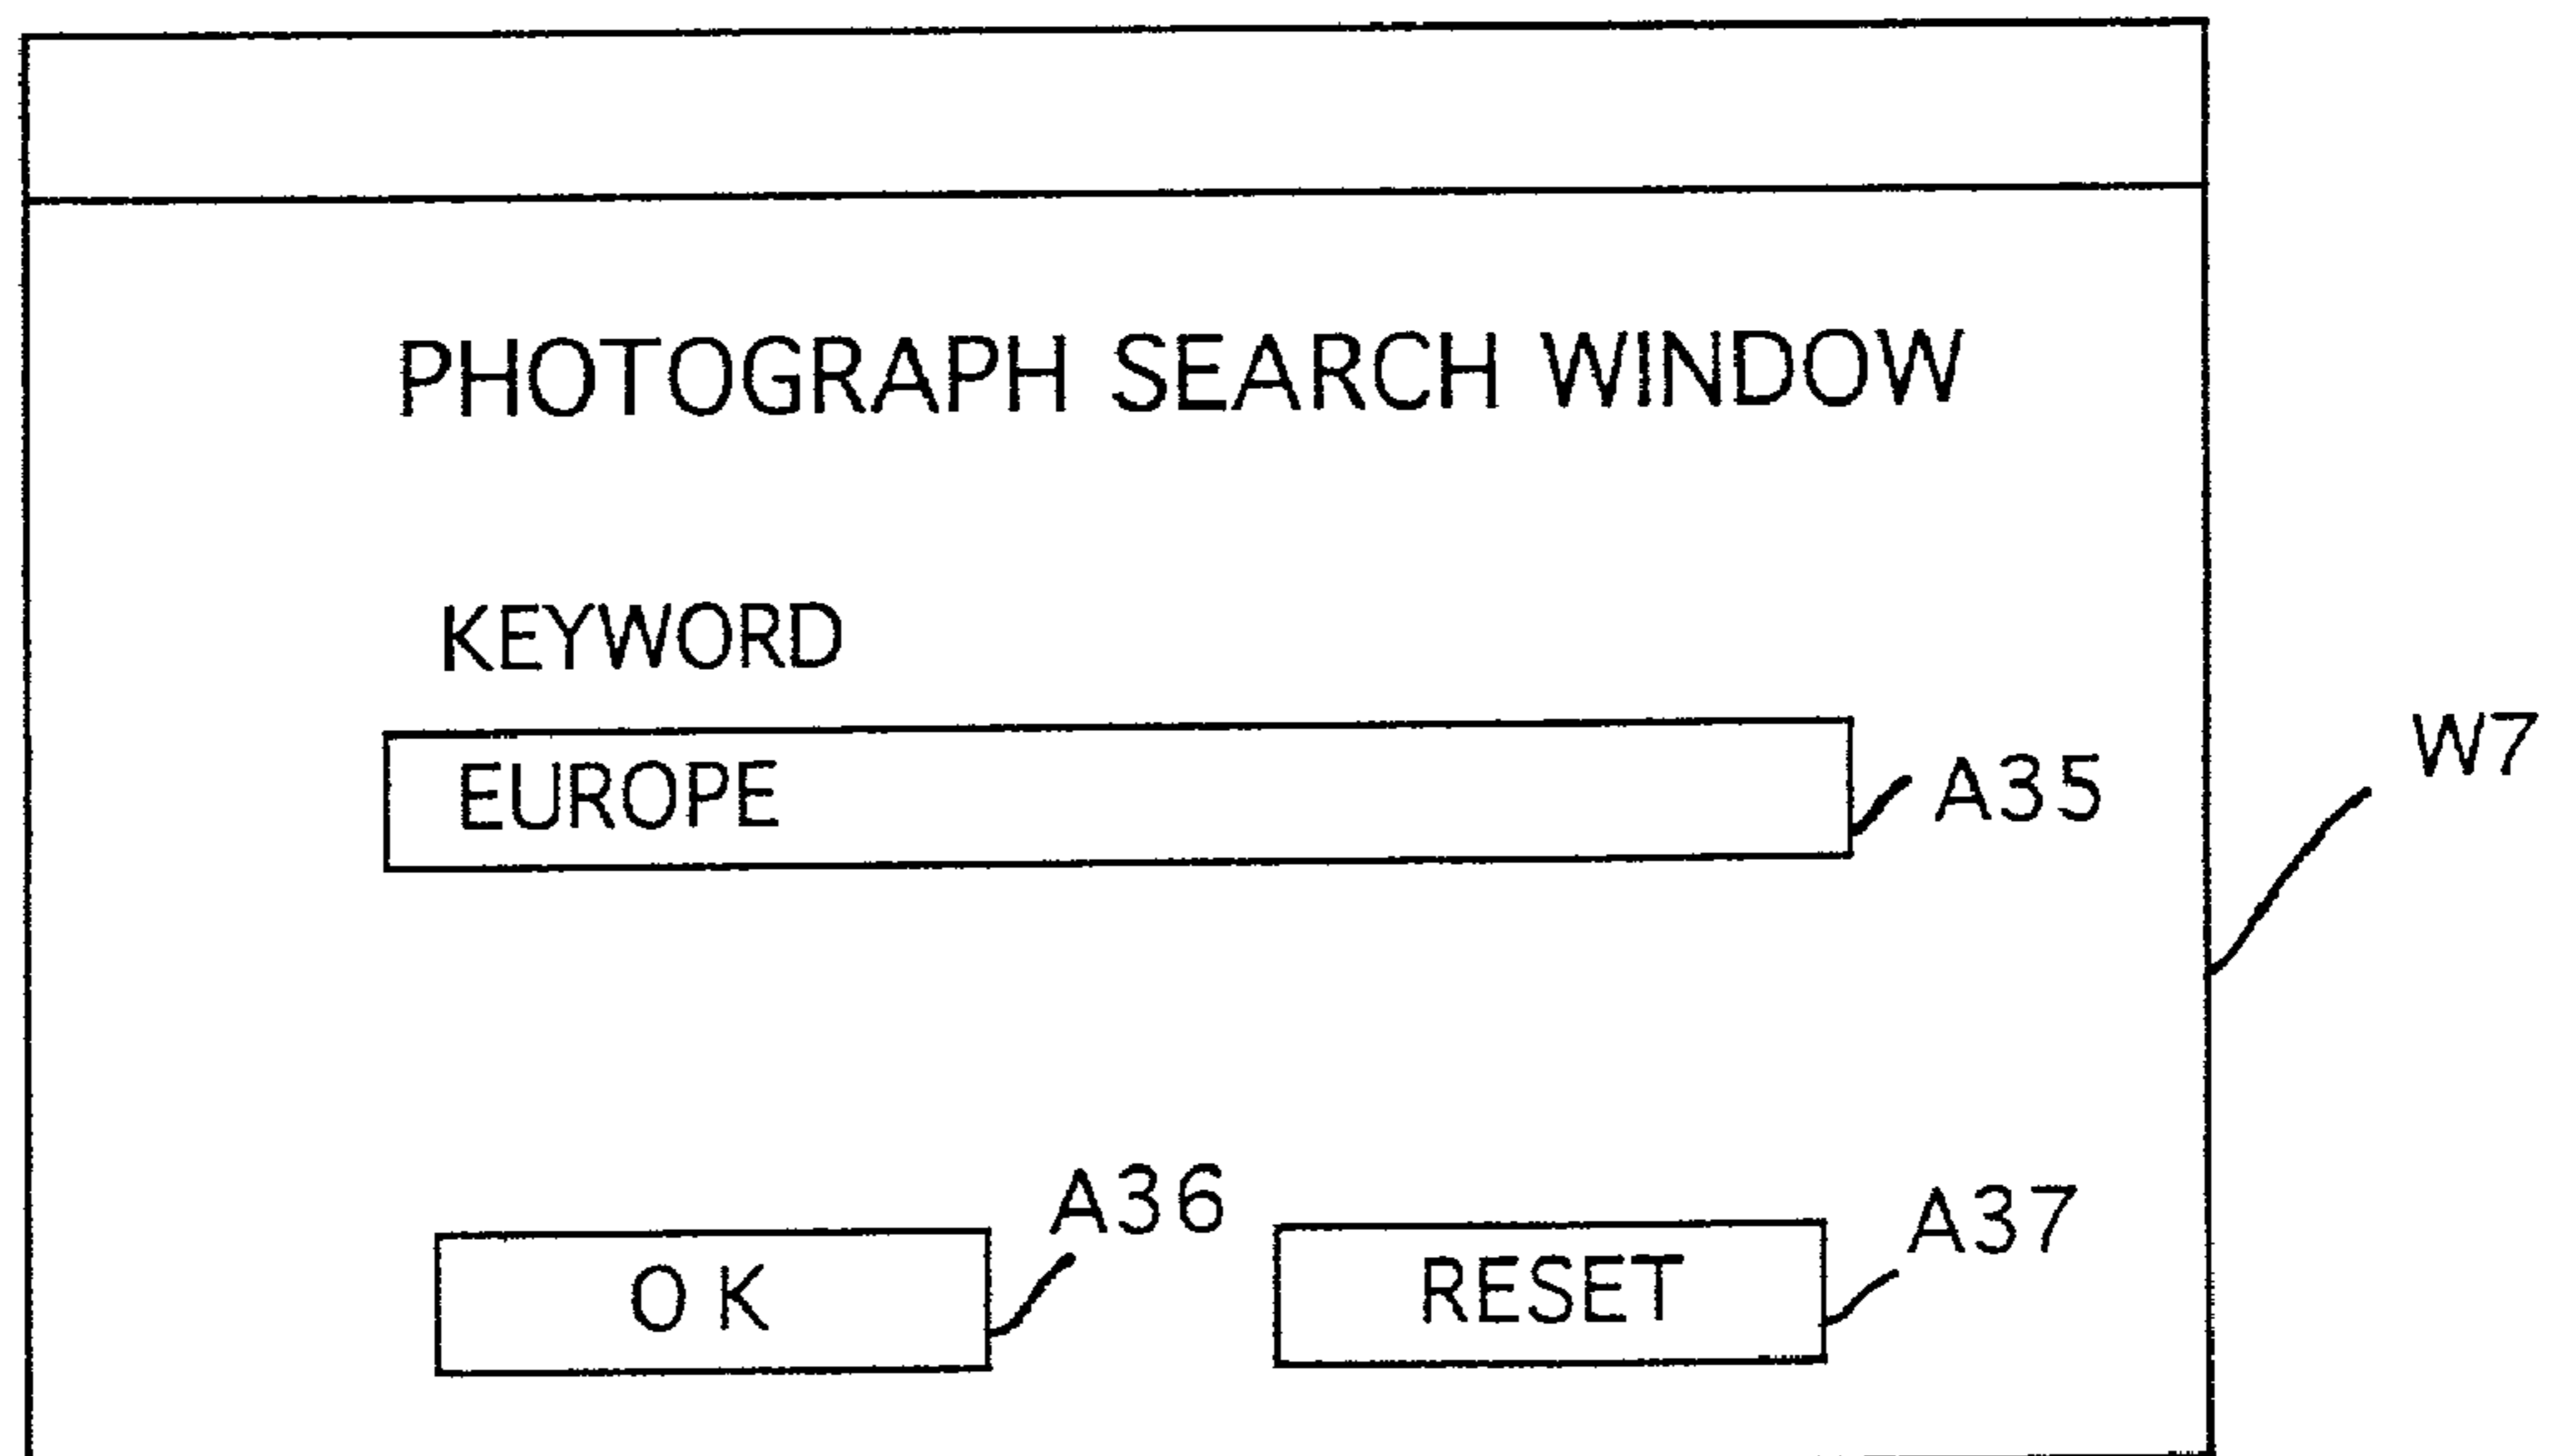 PHOTOGRAPH SEARCH WINDOW
KEYWORD
EUROPE
A35
W7
OK
A36
RESET
A37